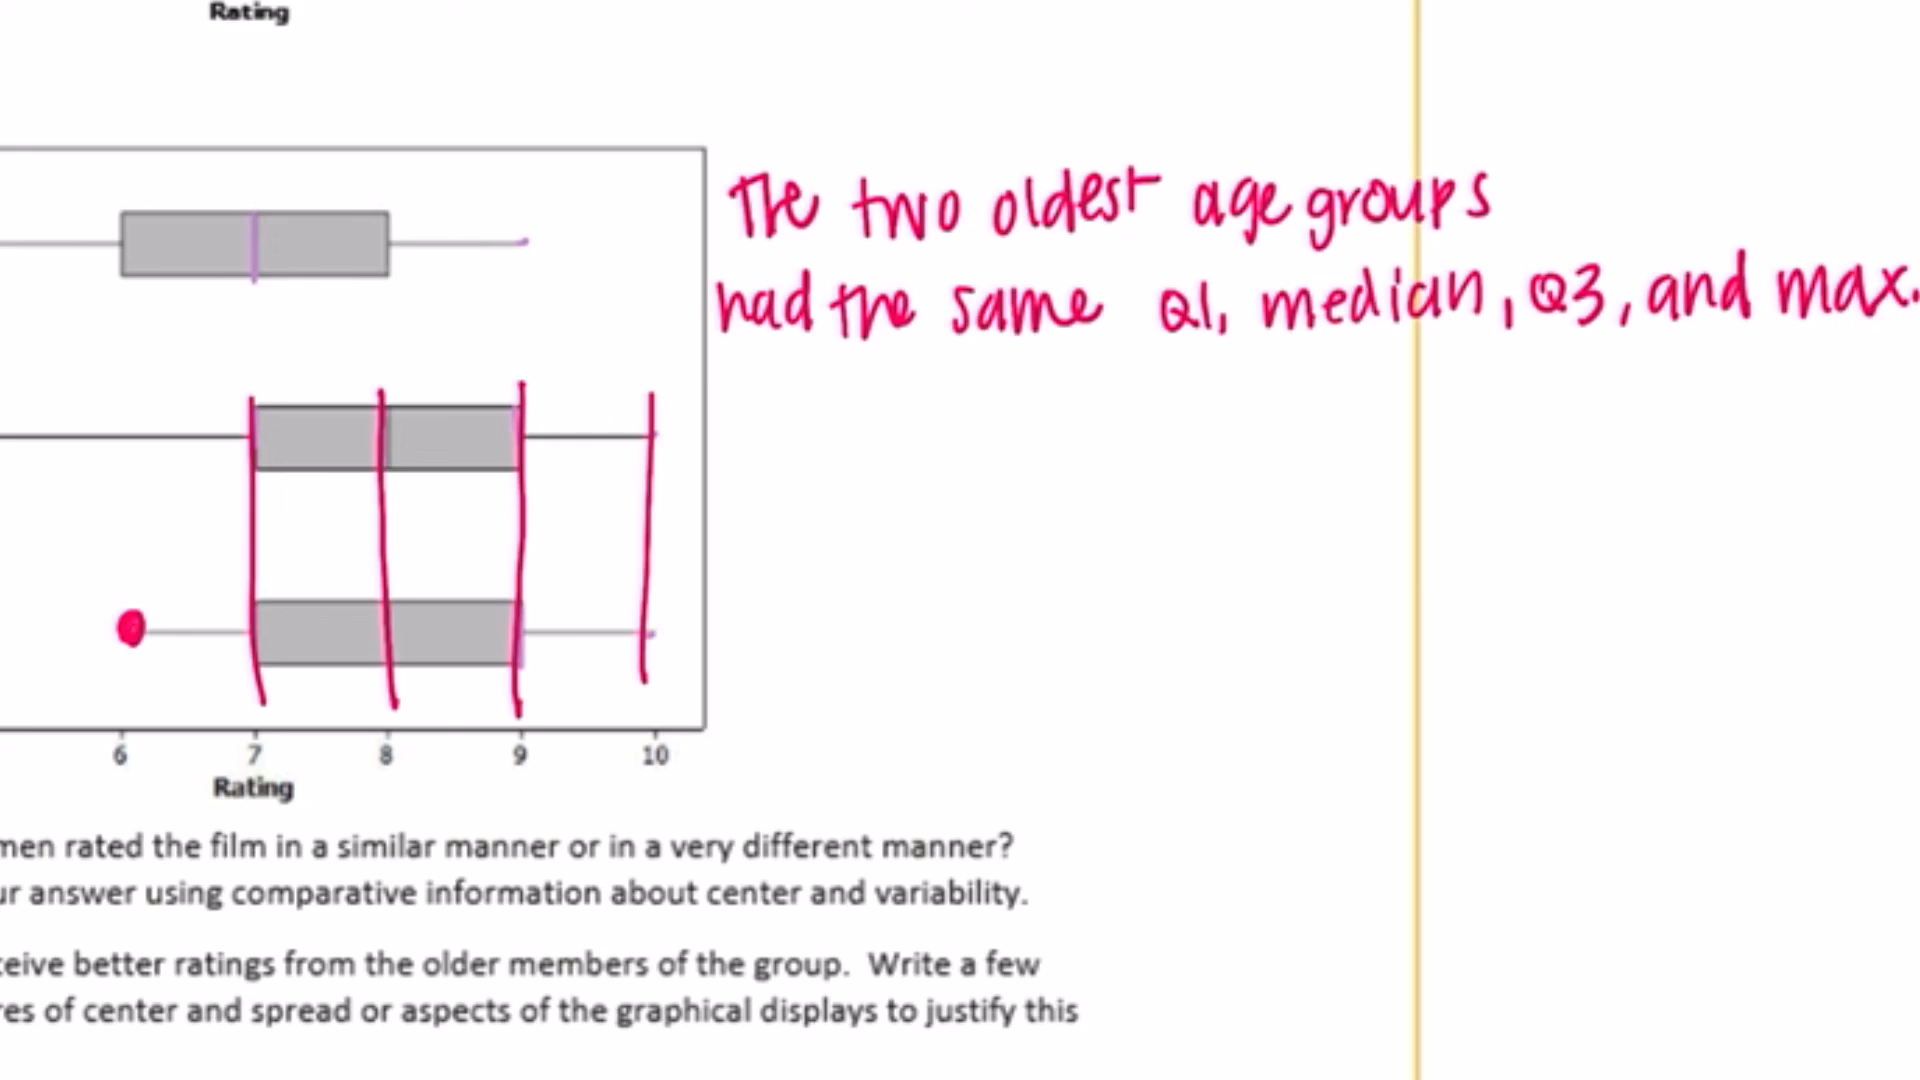 Rating
The two oldest age groups
had the same Q1, median, Q3, and max.
6 7 8 9 10
Rating
men rated the film in a similar manner or in a very different manner?
ur answer using comparative information about center and variability.
ceive better ratings from the older members of the group. Write a few
res of center and spread or aspects of the graphical displays to justify this